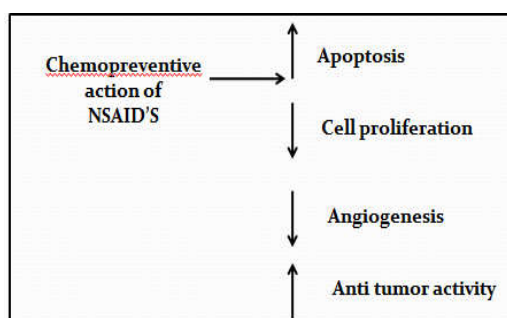 Chemopreventive
action of
NSAID'S
Apoptosis
Cell proliferation
Angiogenesis
Anti tumor activity